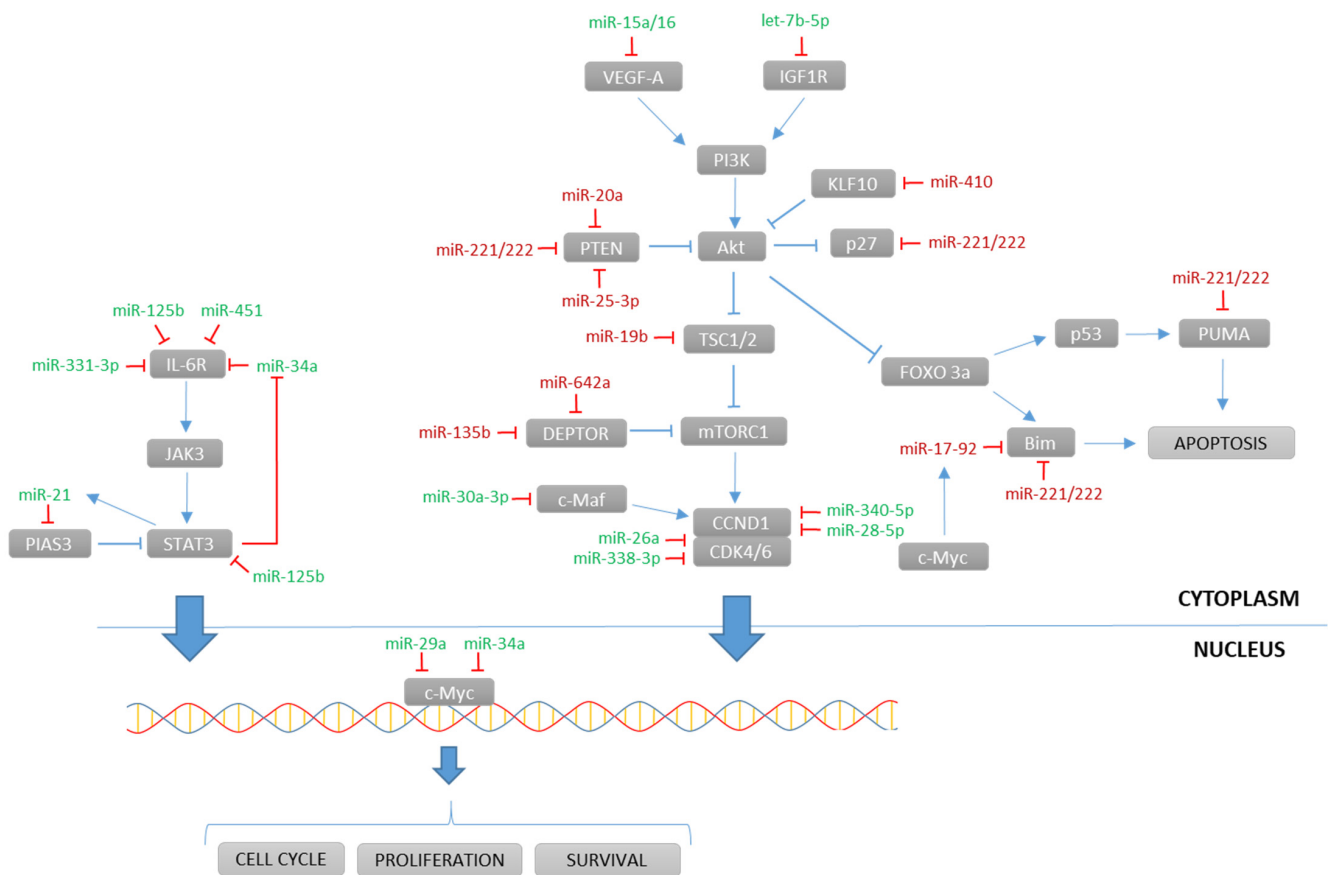 miR-15a/16
let-7b-5p
VEGF-A
IGF1R
PI3K
KLF10
miR-410
miR-20a
miR-221/222
PTEN
Akt
p27
miR-221/222
miR-25-3p
miR-221/222
miR-125b
miR-451
miR-19b
TSC1/2
p53
PUMA
miR-331-3p
IL-6R
miR-34a
FOXO 3a
miR-642a
miR-135b
DEPTOR
mTORC1
miR-17-92
Bim
APOPTOSIS
JAK3
miR-221/222
miR-21
miR-30a-3p
c-Maf
miR-340-5p
CCND1
miR-28-5p
PIAS3
STAT3
miR-26a
miR-338-3p
CDK4/6
c-Myc
miR-125b
CYTOPLASM
NUCLEUS
miR-29a
miR-34a
c-Myc
CELL CYCLE
PROLIFERATION
SURVIVAL